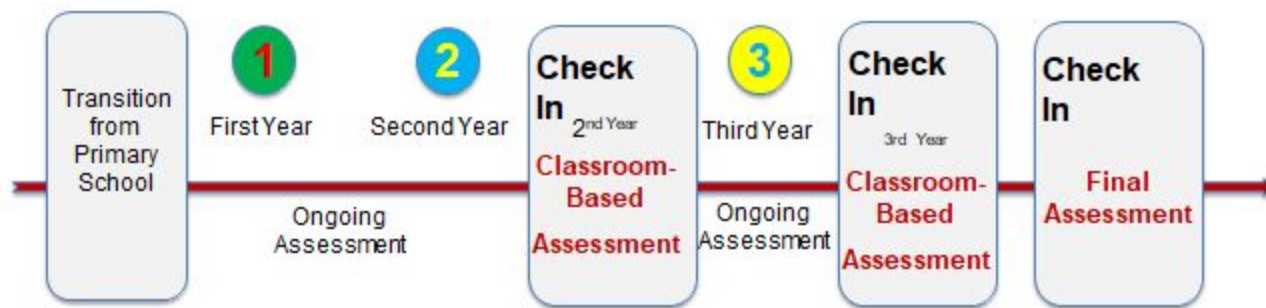 Transition
from
Primary
School
1
First Year
2
Second Year
Ongoing
Assessment
Check
In 2nd Year
Classroom-
Based
Assessment
3
Third Year
Ongoing
Assessment
Check
In
3rd Year
Classroom-
Based
Assessment
Check
In
Final
Assessment